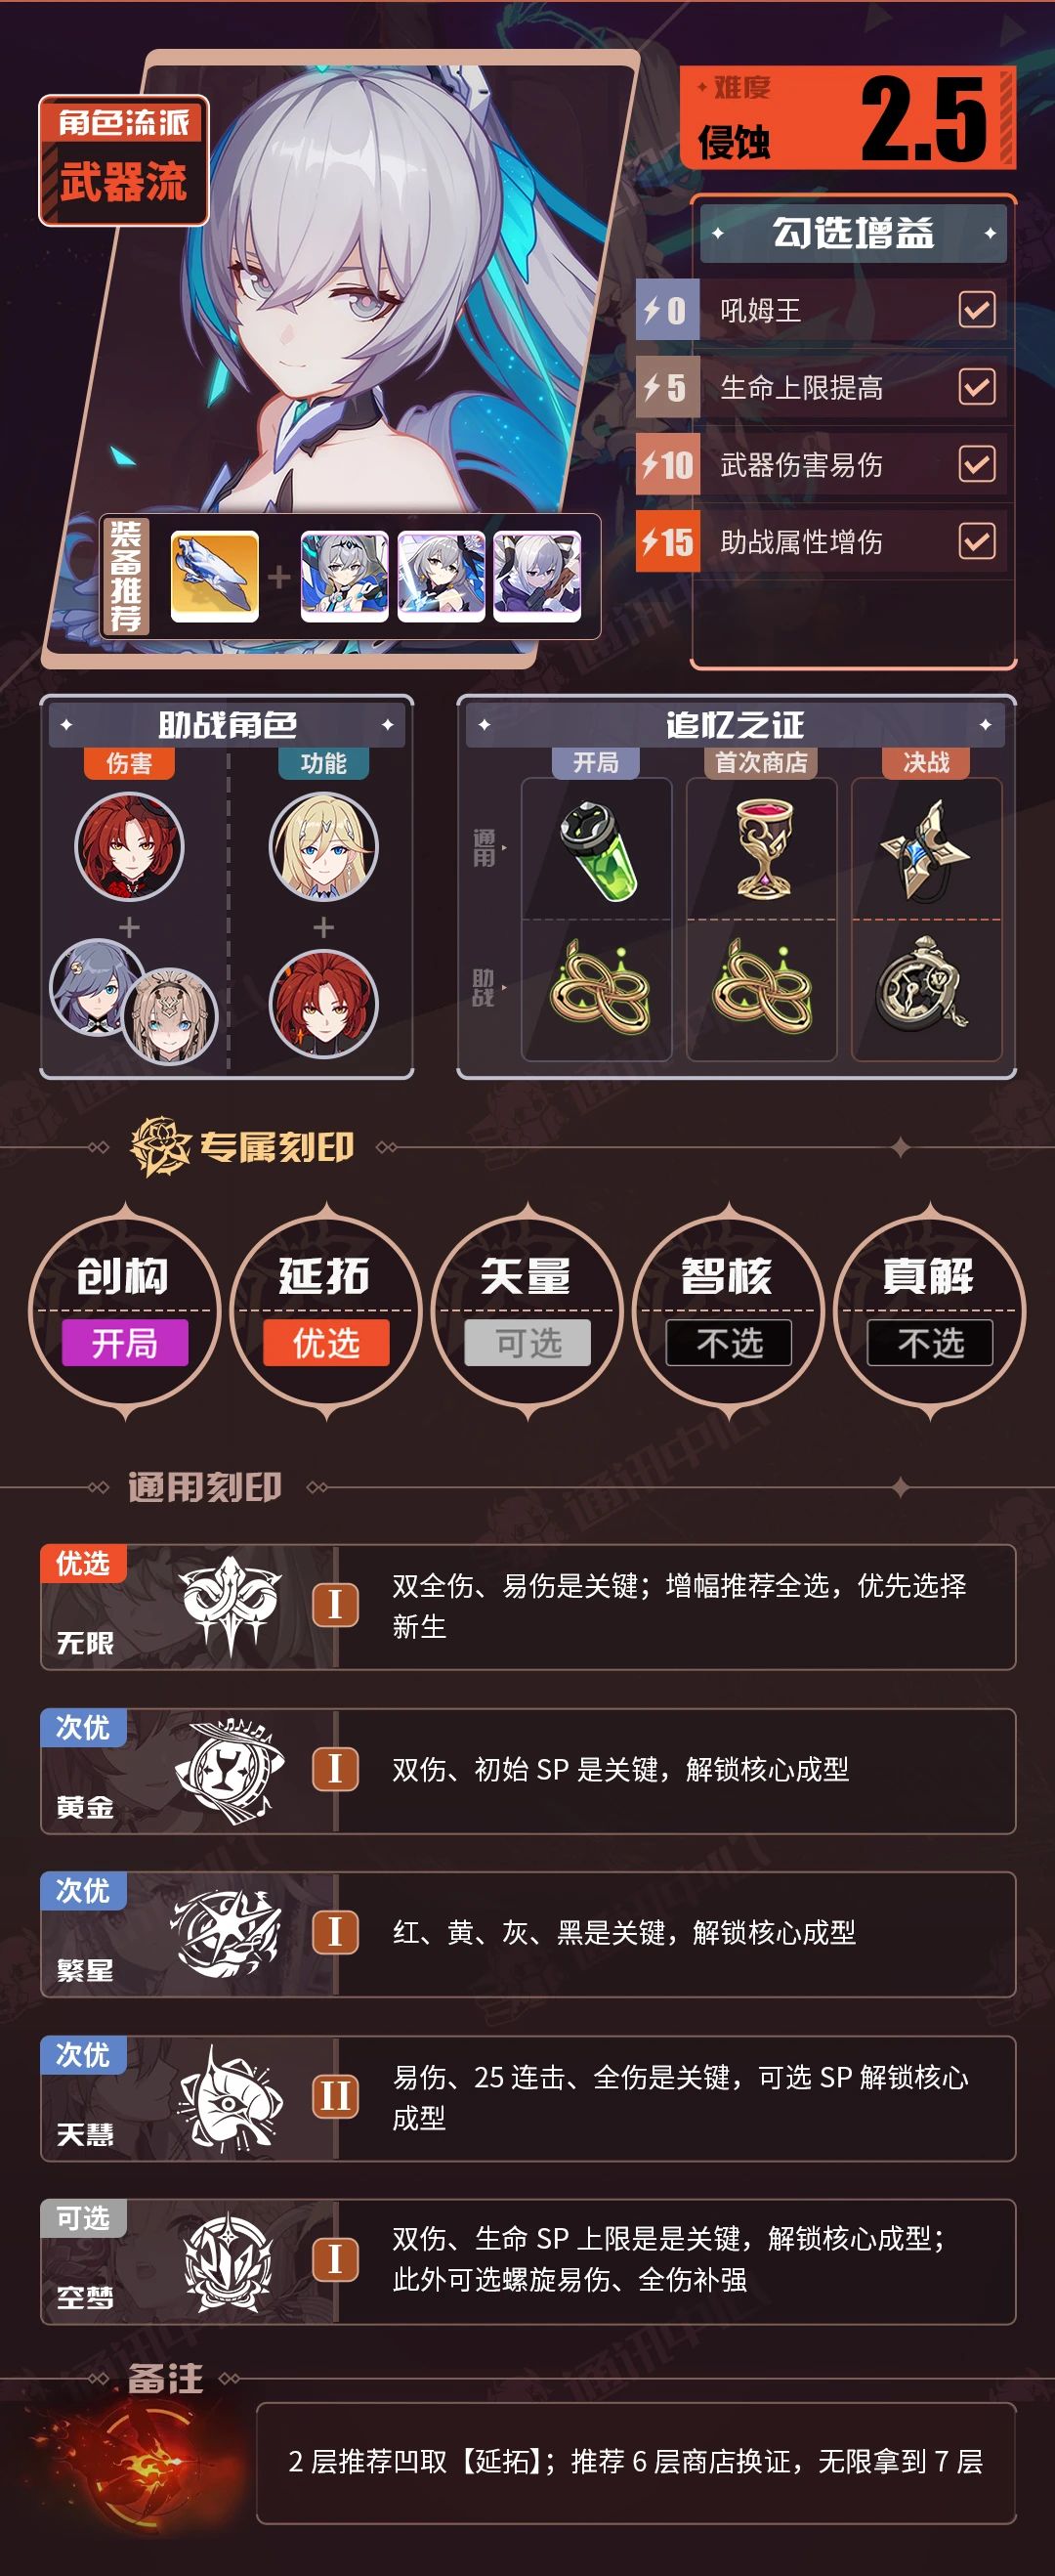 角色流派
武器流
难度
侵蚀
2.5
勾选增益
0 吼姆王
5 生命上限提高
10 武器伤害易伤
15 助战属性增伤
装备推荐
助战角色
伤害 功能
追忆之证
开局 首次商店 决战
通用
助战
专属刻印
创构 延拓 矢量 智核 真解
开局 优选 可选 不选 不选
通用刻印
优选
无限
I
双全伤、易伤是关键；增幅推荐全选，优先选择
新生
次优
黄金
I
双伤、初始 SP 是关键，解锁核心成型
次优
繁星
I
红、黄、灰、黑是关键，解锁核心成型
次优
天慧
II
易伤、25 连击、全伤是关键，可选 SP 解锁核心
成型
可选
空梦
I
双伤、生命 SP 上限是是关键，解锁核心成型；
此外可选螺旋易伤、全伤补强
备注
2 层推荐凹取【延拓】；推荐 6 层商店换证，无限拿到 7 层